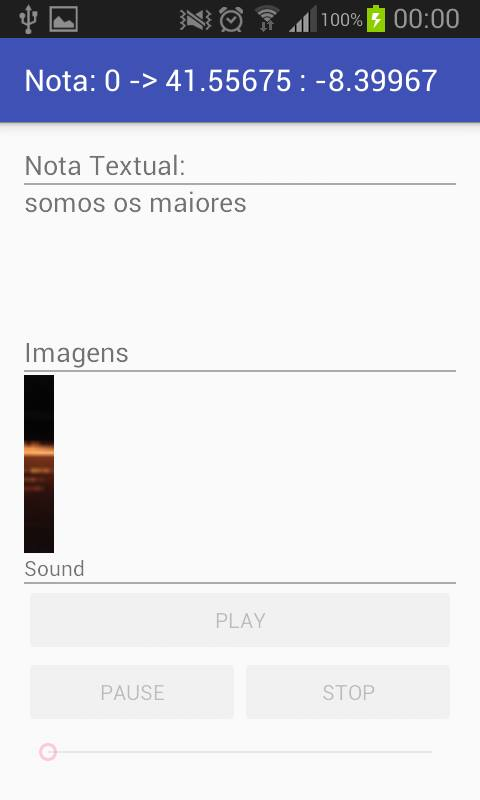 100% 00:00
Nota: 0 -> 41.55675 : -8.39967
Nota Textual:
somos os maiores
Imagens
Sound
PLAY
PAUSE STOP